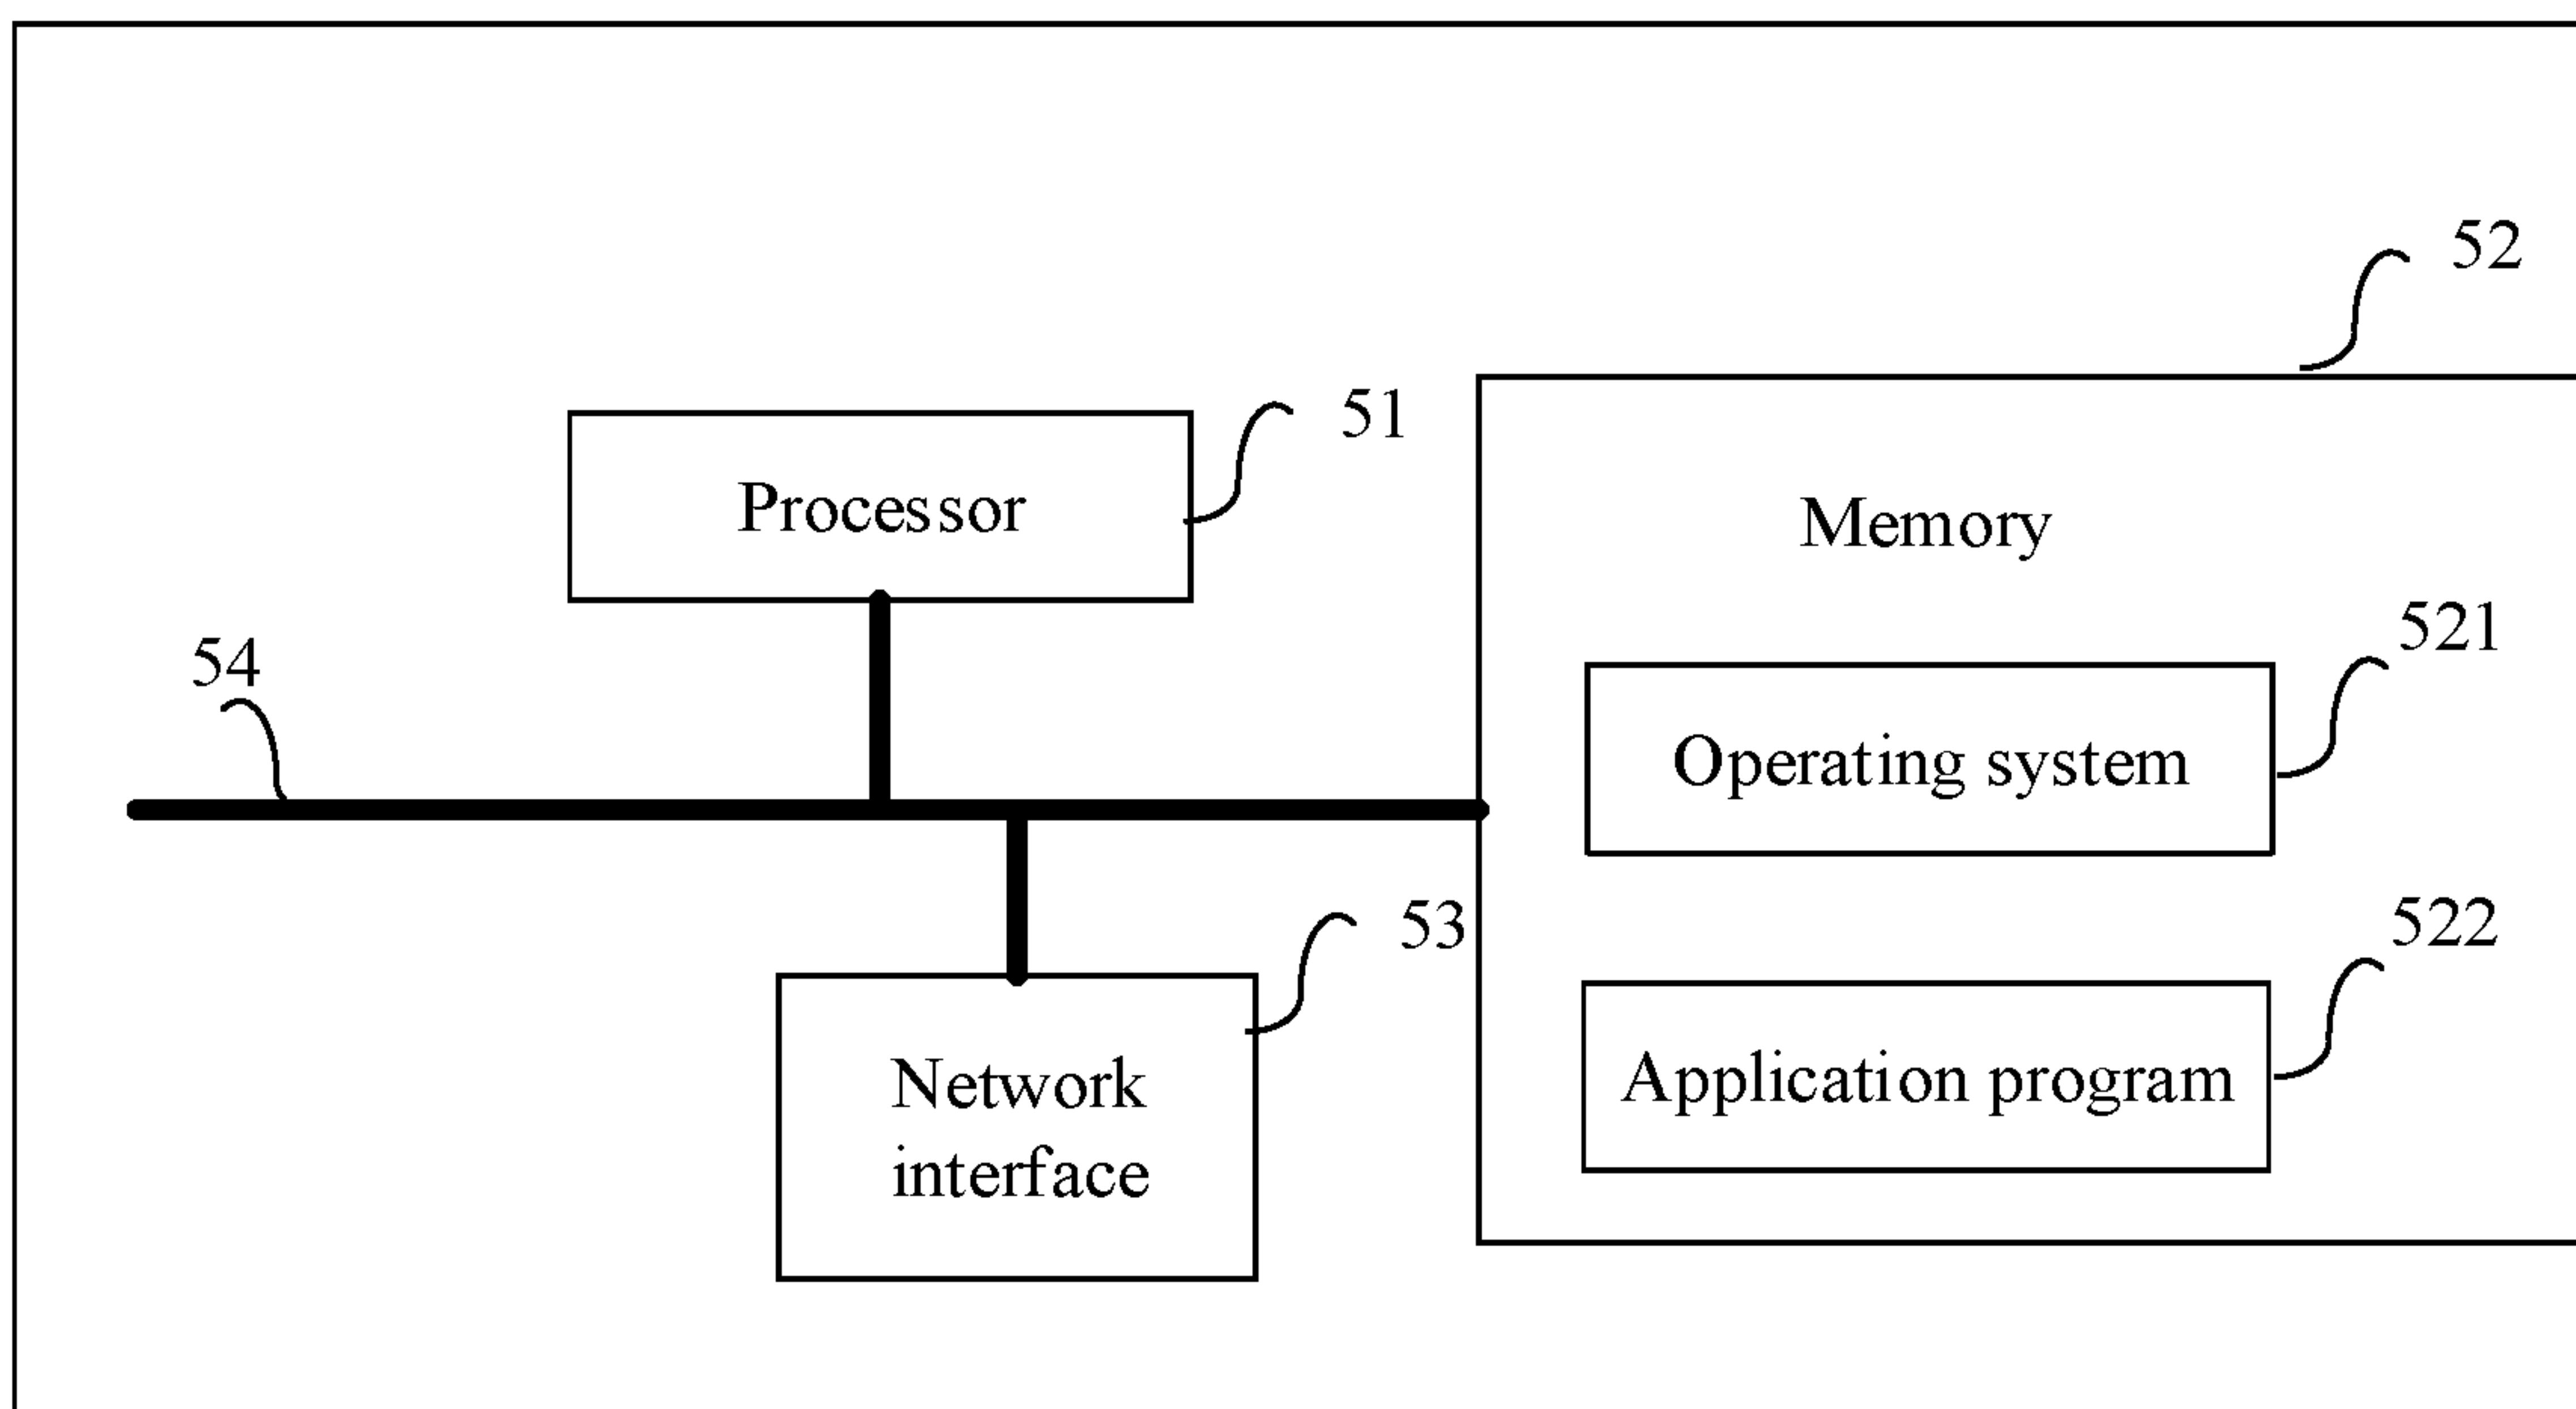 52
51
Processor
Memory
521
54
Operating system
522
53
Network
interface
Application program